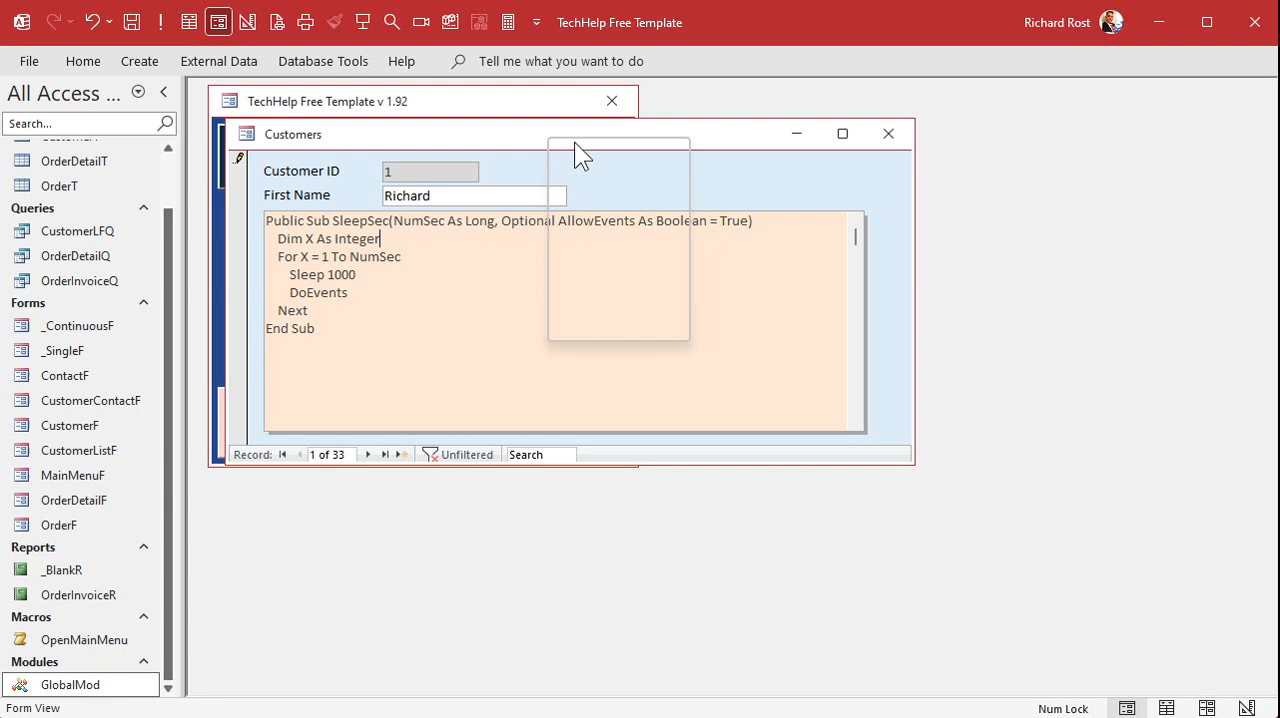 TechHelp Free Template
Richard Rost
File
Home
Create
External Data
Database Tools
Help
Tell me what you want to do
All Access ...
Search...
OrderDetailT
OrderT
Queries
CustomerLFQ
OrderDetailQ
OrderInvoiceQ
Forms
_ContinuousF
_SingleF
ContactF
CustomerContactF
CustomerF
CustomerListF
MainMenuF
OrderDetailF
OrderF
Reports
_BlankR
OrderInvoiceR
Macros
OpenMainMenu
Modules
GlobalMod
TechHelp Free Template v 1.92
Customers
Customer ID 1
First Name Richard
Public Sub SleepSec(NumSec As Long, Optional AllowEvents As Boolean = True)
Dim X As Integer
For X = 1 To NumSec
Sleep 1000
DoEvents
Next
End Sub
Record: 1 of 33 Unfiltered Search
Form View
Num Lock